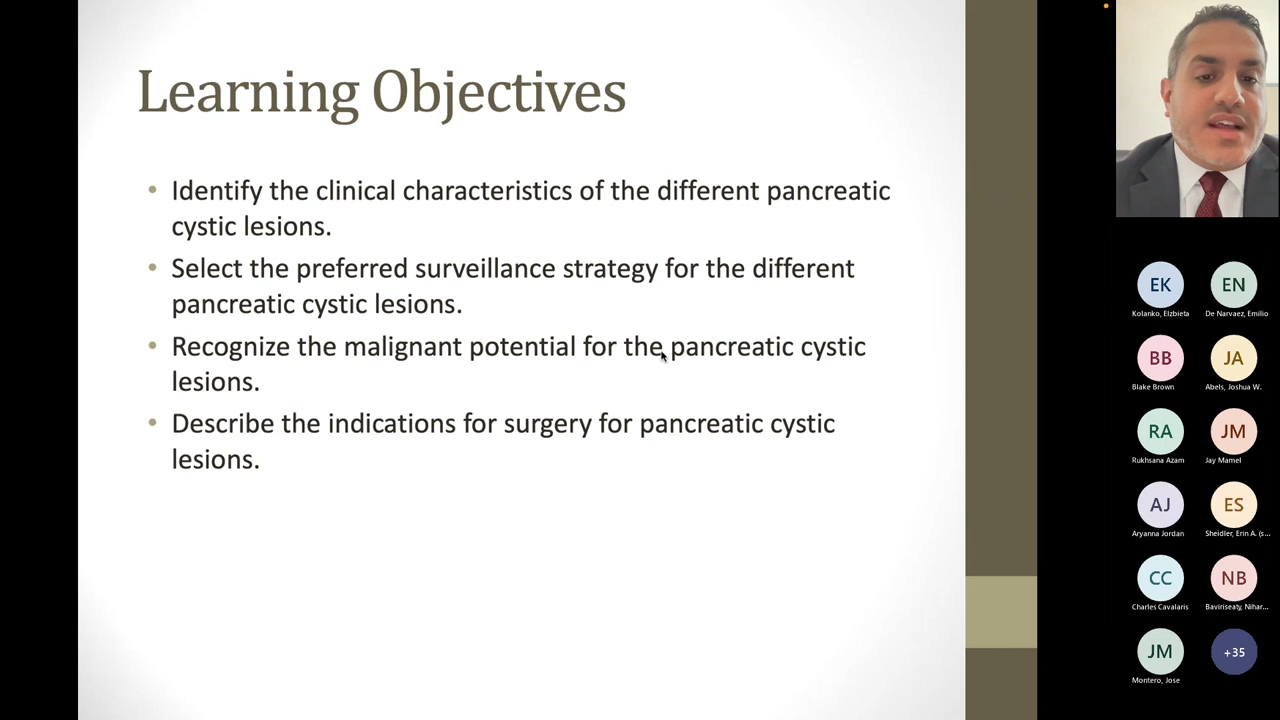 Learning Objectives
• Identify the clinical characteristics of the different pancreatic
cystic lesions.
• Select the preferred surveillance strategy for the different
pancreatic cystic lesions.
• Recognize the malignant potential for the pancreatic cystic
lesions.
• Describe the indications for surgery for pancreatic cystic
lesions.
EK EN
Kolanko, Elzbieta De Narvaez, Emilio
BB JA
Blake Brown Abels, Joshua W.
RA JM
Rukhsana Azam Jay Mamel
AJ ES
Aryanna Jordan Sheidler, Erin A. (s...
CC NB
Charles Cavalaris Baviriseaty, Nihar...
JM +35
Montero, Jose